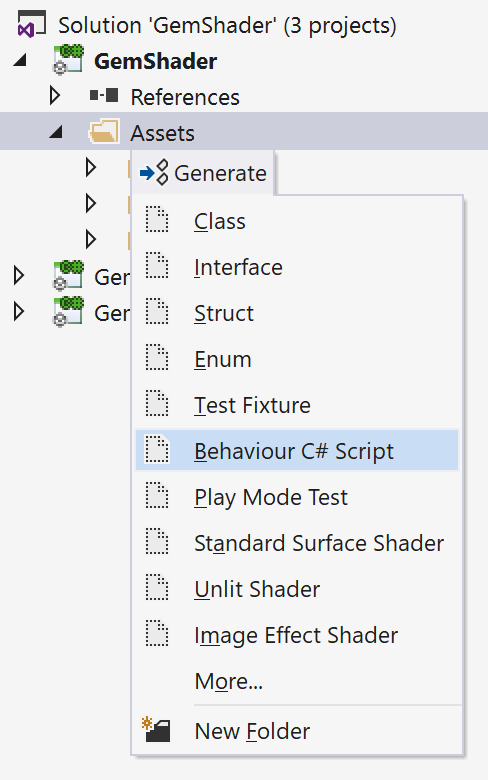 Solution 'GemShader' (3 projects)
GemShader
References
Assets
Generate
Class
Interface
Ger
Struct
Ger
Enum
Test Fixture
Behaviour C# Script
Play Mode Test
Standard Surface Shader
Unlit Shader
Image Effect Shader
More...
New Folder